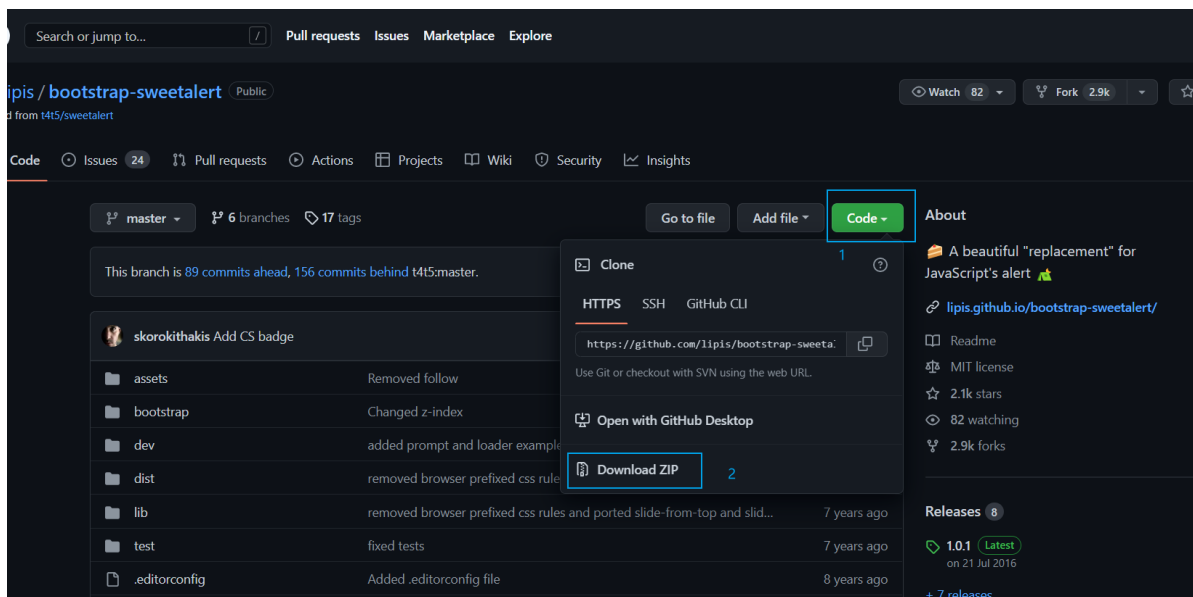 Search or jump to... / Pull requests Issues Marketplace Explore
lipis / bootstrap-sweetalert Public
Watch 82 Fork 2.9k
d from t4t5/sweetalert
Code Issues 24 Pull requests Actions Projects Wiki Security Insights
master 6 branches 17 tags Go to file Add file Code
1
This branch is 89 commits ahead, 156 commits behind t4t5:master.
skorokithakis Add CS badge
assets Removed follow
bootstrap Changed z-index
dev added prompt and loader example
dist removed browser prefixed css rule
lib removed browser prefixed css rules and ported slide-from-top and slid... 7 years ago
test fixed tests 7 years ago
.editorconfig Added .editorconfig file 8 years ago
Clone
HTTPS SSH GitHub CLI
https://github.com/lipis/bootstrap-sweeta
Use Git or checkout with SVN using the web URL.
Open with GitHub Desktop
Download ZIP
2
About
A beautiful "replacement" for
JavaScript's alert
lipis.github.io/bootstrap-sweetalert/
Readme
MIT license
2.1k stars
82 watching
2.9k forks
Releases 8
1.0.1 Latest
on 21 Jul 2016
+ 7 releases